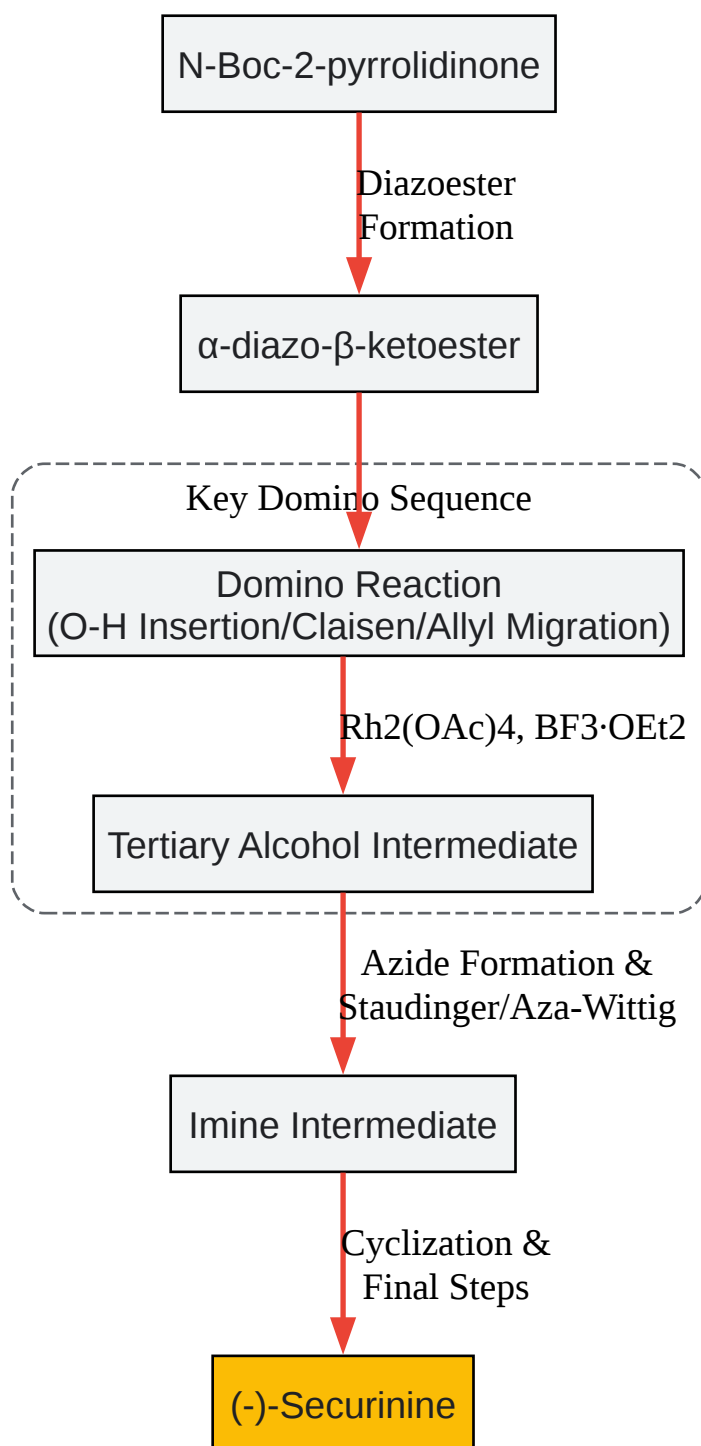 N-Boc-2-pyrrolidinone
Diazoester
Formation
α-diazo-β-ketoester
Key Domino Sequence
Domino Reaction
(O-H Insertion/Claisen/Allyl Migration)
Rh2(OAc)4, BF3·OEt2
Tertiary Alcohol Intermediate
Azide Formation &
Staudinger/Aza-Wittig
Imine Intermediate
Cyclization &
Final Steps
(-)-Securinine